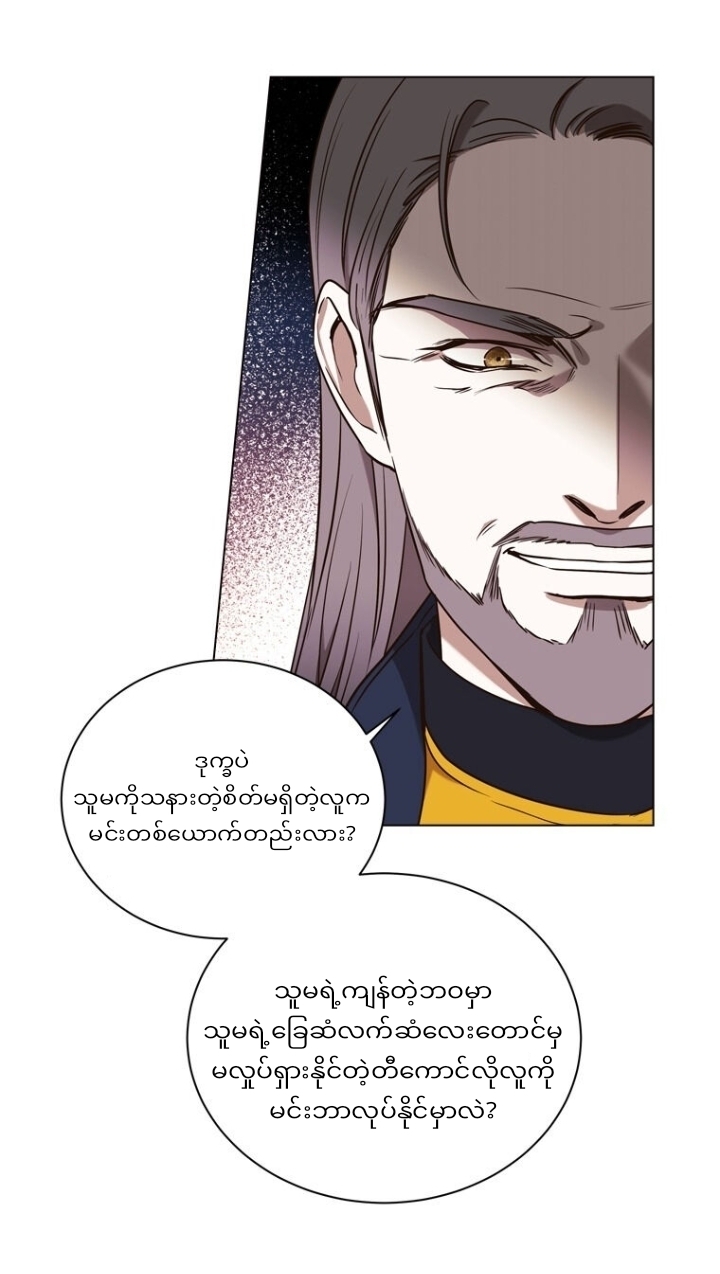 ဒုက္ခပဲ
သူမကိုသနားတဲ့စိတ်မရှိတဲ့လူက
မင်းတစ်ယောက်တည်းလား?
သူမရဲ့ကျန်တဲ့ဘဝမှာ
သူမရဲ့ခြေဆံလက်ဆံလေးတောင်မှ
မလှုပ်ရှားနိုင်တဲ့တီကောင်လိုလူကို
မင်းဘာလုပ်နိုင်မှာလဲ?